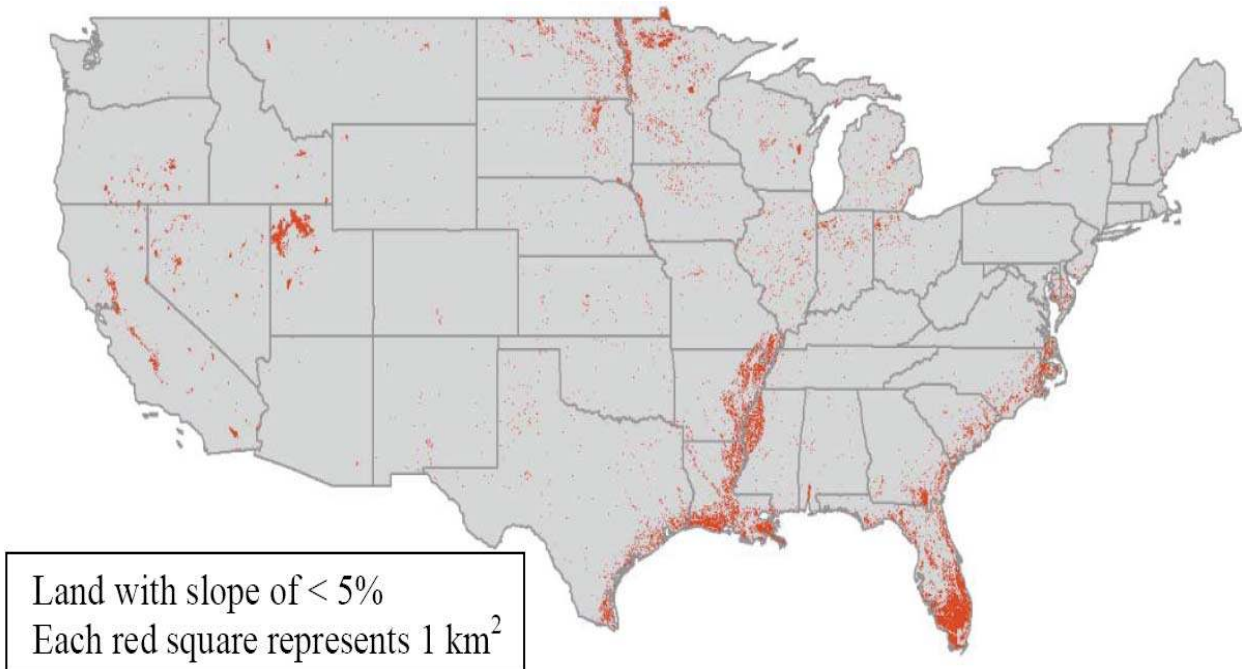 Land with slope of < 5%
Each red square represents 1 km²